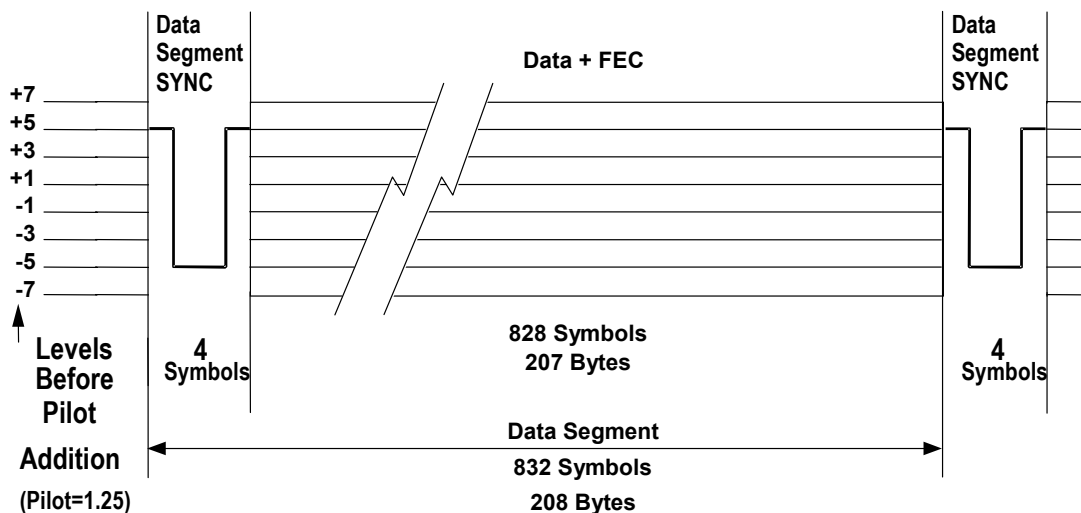 Data
Segment
SYNC
Data + FEC
Data
Segment
SYNC
+7
+5
+3
+1
-1
-3
-5
-7
Levels
Before
Pilot
Addition
(Pilot=1.25)
4
Symbols
828 Symbols
207 Bytes
4
Symbols
Data Segment
832 Symbols
208 Bytes